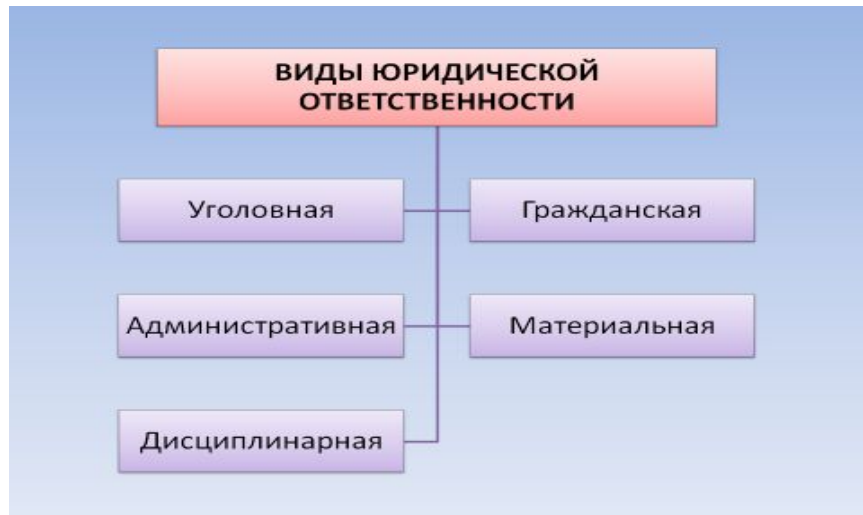 ВИДЫ ЮРИДИЧЕСКОЙ
ОТВЕТСТВЕННОСТИ
Уголовная
Гражданская
Административная
Материальная
Дисциплинарная